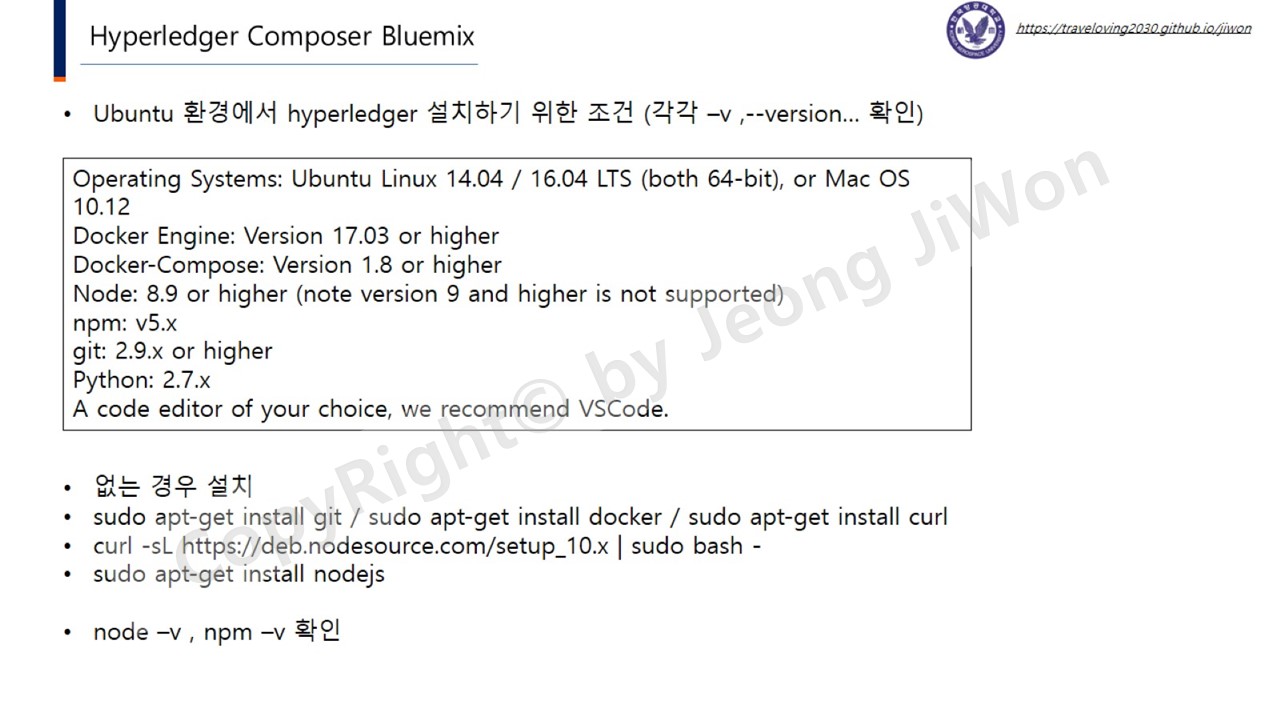 Hyperledger Composer Bluemix
https://traveloving2030.github.io/jiwon
• Ubuntu 환경에서 hyperledger 설치하기 위한 조건 (각각 –v ,--version... 확인)
Operating Systems: Ubuntu Linux 14.04 / 16.04 LTS (both 64-bit), or Mac OS
10.12
Docker Engine: Version 17.03 or higher
Docker-Compose: Version 1.8 or higher
Node: 8.9 or higher (note version 9 and higher is not supported)
npm: v5.x
git: 2.9.x or higher
Python: 2.7.x
A code editor of your choice, we recommend VSCode.
CopyRight© by Jeong JiWon
• 없는 경우 설치
• sudo apt-get install git / sudo apt-get install docker / sudo apt-get install curl
• curl -sL https://deb.nodesource.com/setup_10.x | sudo bash -
• sudo apt-get install nodejs
• node –v , npm –v 확인